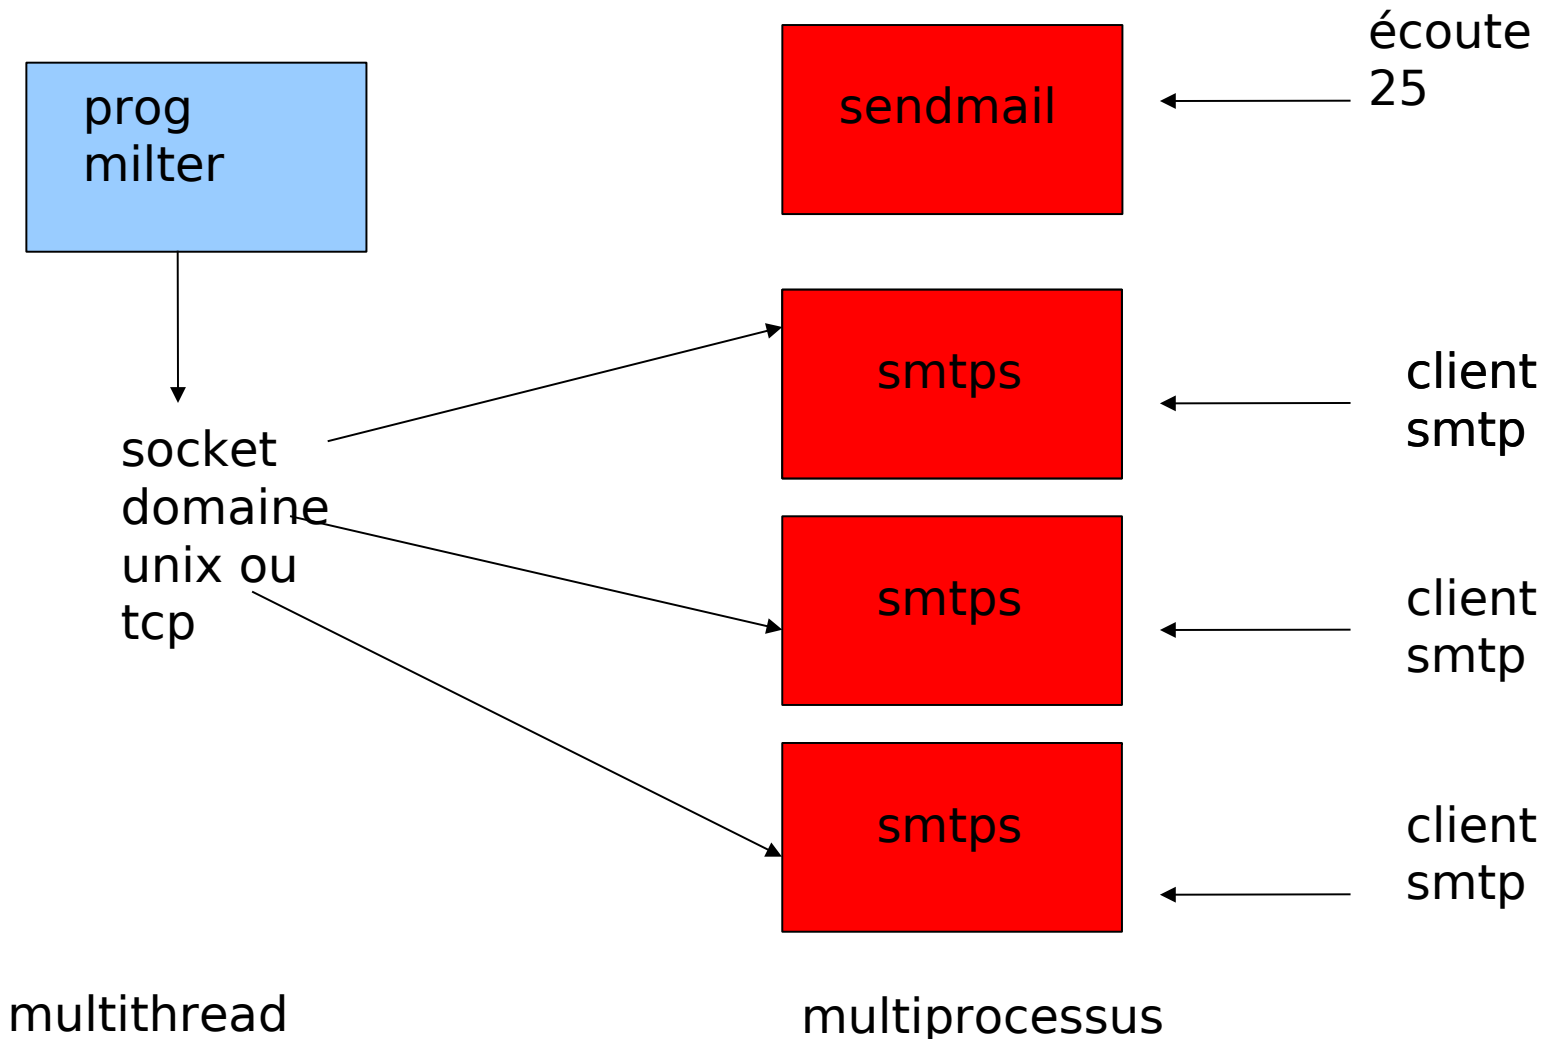 écoute
25
prog
milter
sendmail
smtps
client
smtp
socket
domaine
unix ou
tcp
smtps
client
smtp
smtps
client
smtp
multithread
multiprocessus